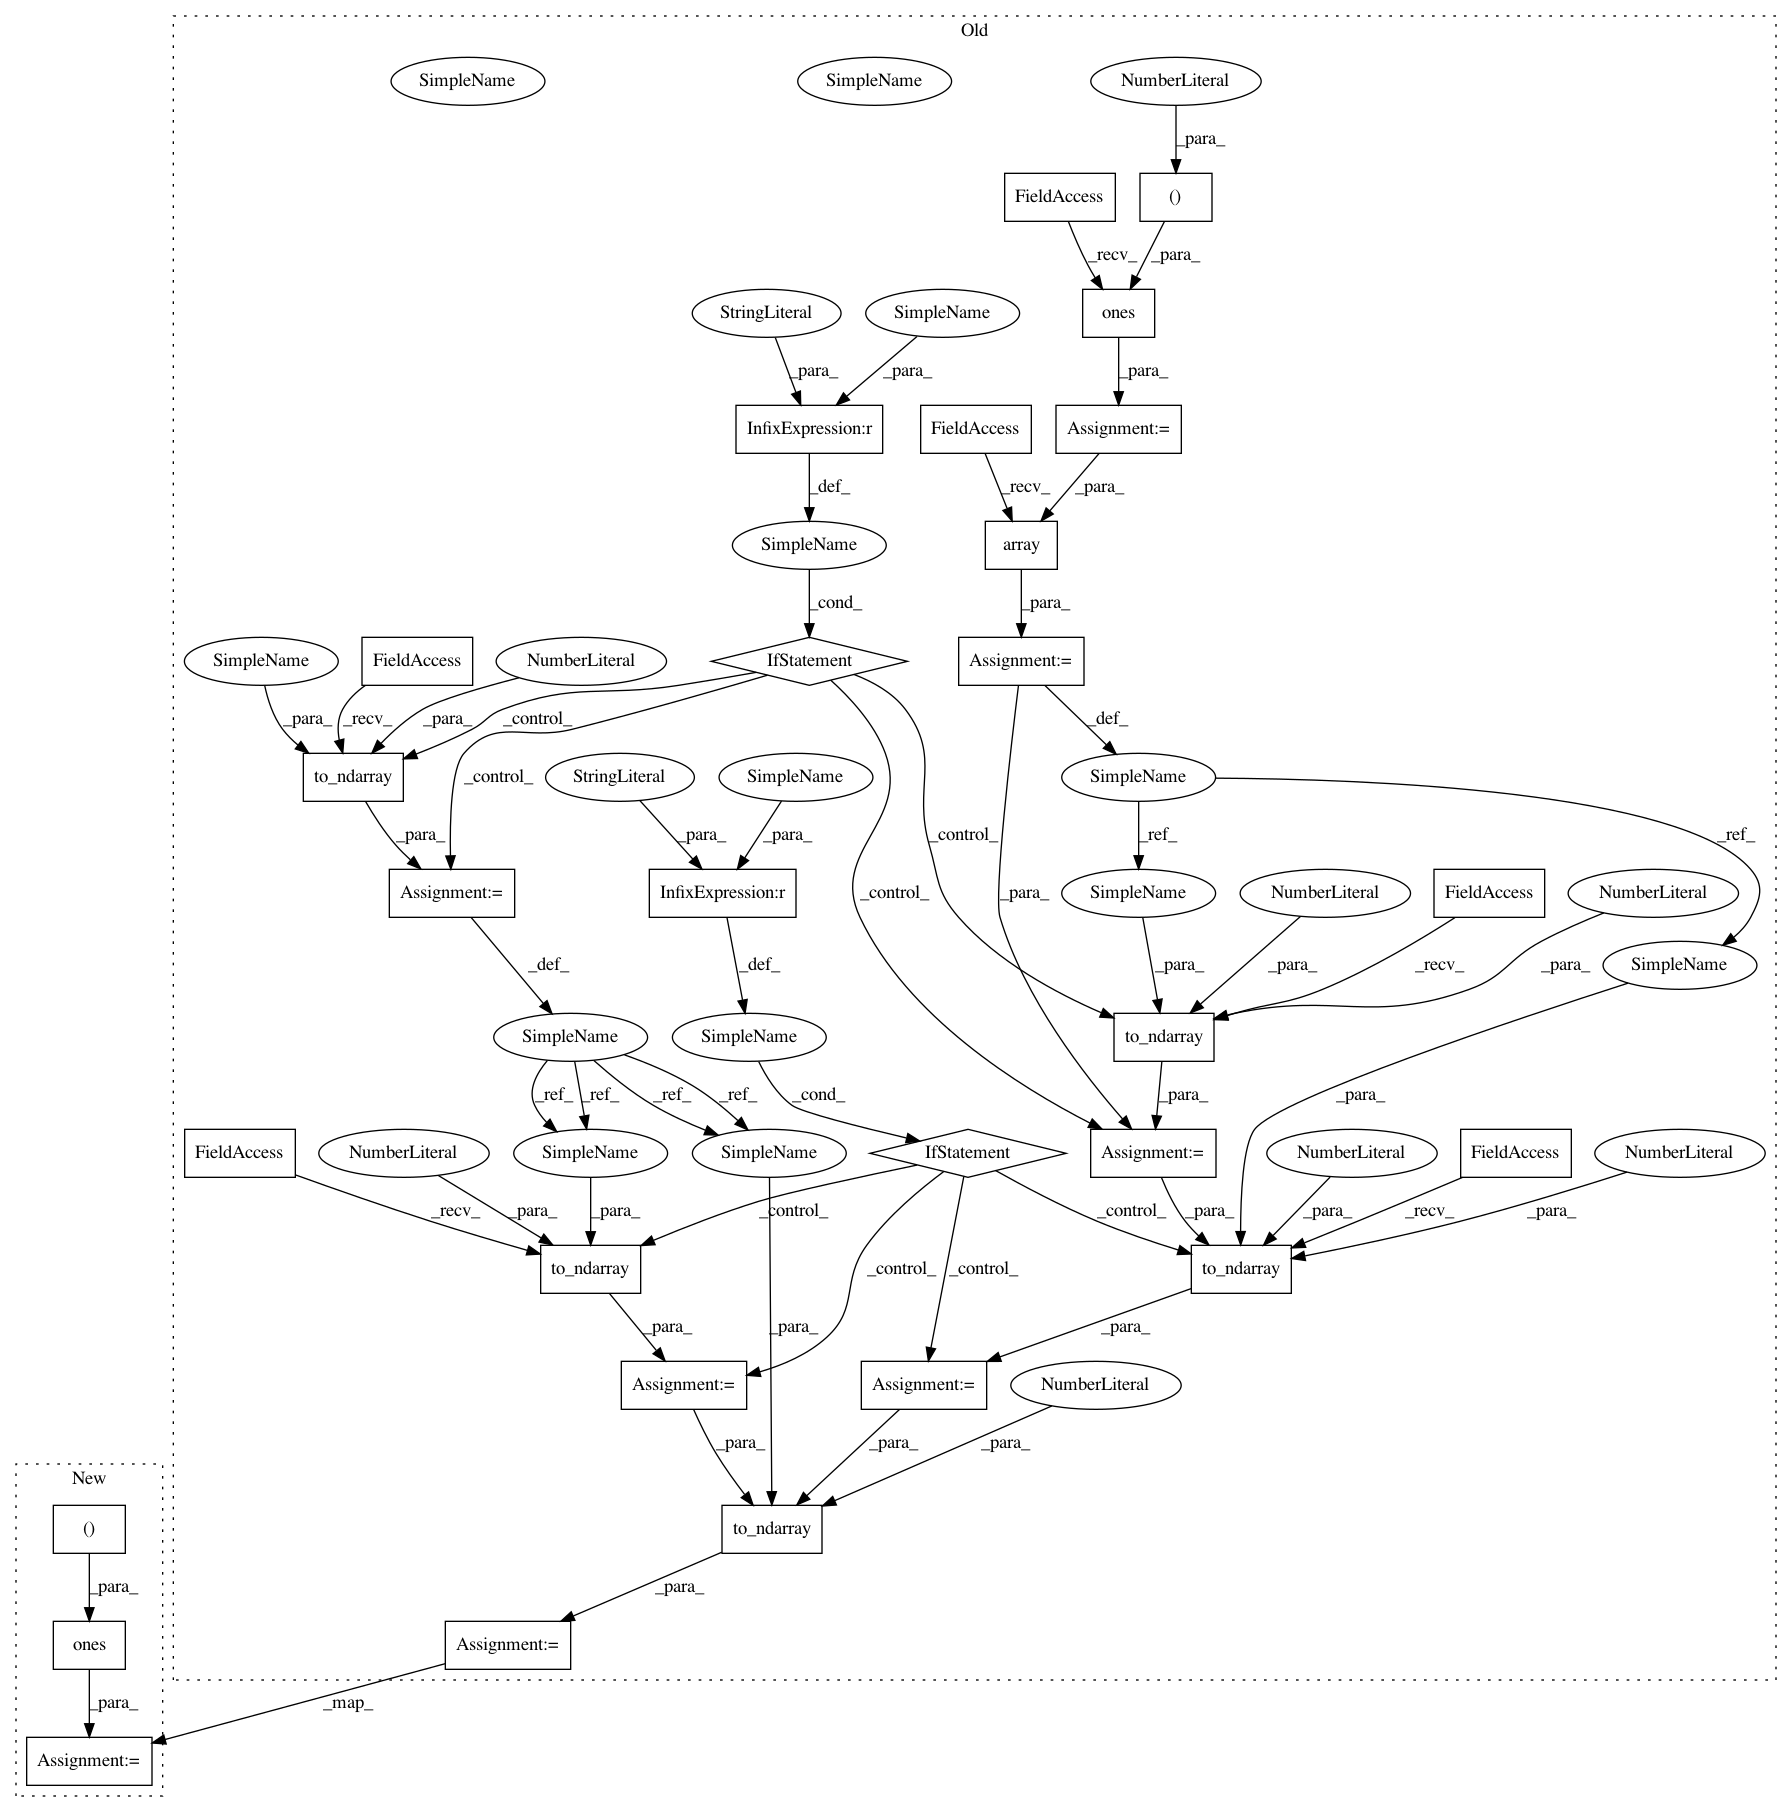 Old
SimpleName SimpleName NumberLiteral
_para_
FieldAccess ()
_recv_ _para_
StringLiteral SimpleName ones
_para_ _para_ _para_
InfixExpression:r FieldAccess Assignment:=
_def_ _recv_ _para_
SimpleName array
_cond_ _para_
SimpleName FieldAccess NumberLiteral IfStatement Assignment:=
_para_ _recv_ _para_ _control_ _def_
to_ndarray StringLiteral SimpleName SimpleName
_control_
_para_ _para_ _para_ _control_ _ref_ _ref_
Assignment:= InfixExpression:r _control_ _para_ SimpleName NumberLiteral FieldAccess NumberLiteral
_def_ _def_ _para_ _para_ _recv_ _para_ SimpleName
SimpleName SimpleName to_ndarray
_ref_ _ref_ _ref_ _ref_ _cond_ _para_ _para_
FieldAccess NumberLiteral SimpleName SimpleName IfStatement Assignment:= NumberLiteral FieldAccess NumberLiteral
_recv_ _para_ _para_ _control_ _control_ _para_ _para_ _recv_ _para_
to_ndarray _control_ _control_ to_ndarray
_para_ _para_ _para_
Assignment:= Assignment:= NumberLiteral
_para_ _para_ _para_
New
() to_ndarray
_para_ _para_
ones Assignment:=
_para_ _map_
Assignment:=